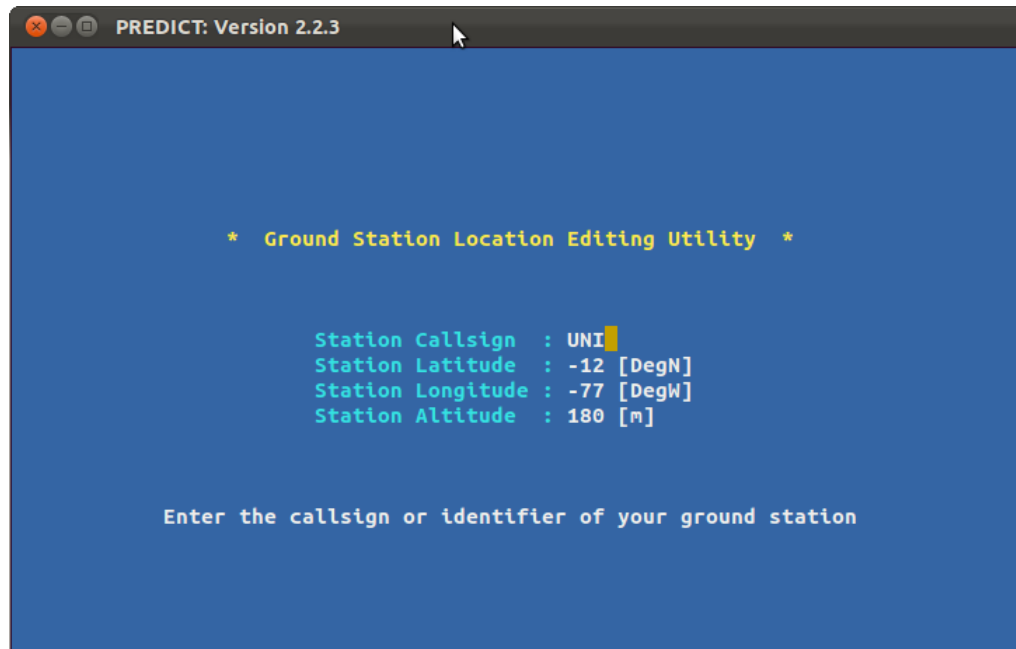 PREDICT: Version 2.2.3
* Ground Station Location Editing Utility *
Station Callsign : UNI
Station Latitude : -12 [DegN]
Station Longitude : -77 [DegW]
Station Altitude : 180 [m]
Enter the callsign or identifier of your ground station